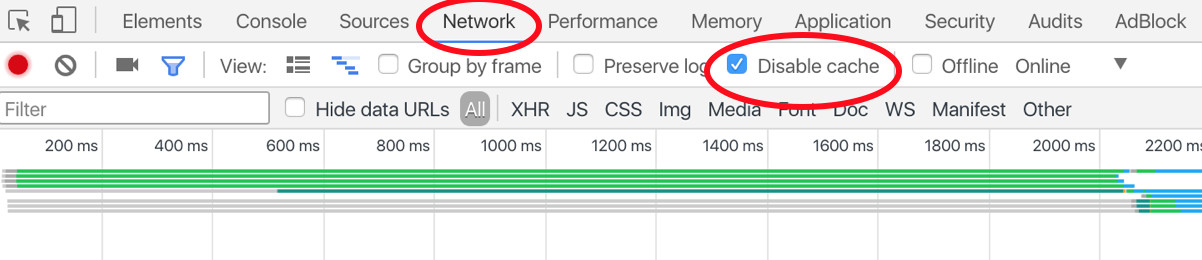 Elements Console Sources Network Performance Memory Application Security Audits AdBlock
View: Group by frame Preserve log Disable cache Offline Online
Filter Hide data URLs All XHR JS CSS Img Media Font Doc WS Manifest Other
200 ms 400 ms 600 ms 800 ms 1000 ms 1200 ms 1400 ms 1600 ms 1800 ms 2000 ms 2200 ms